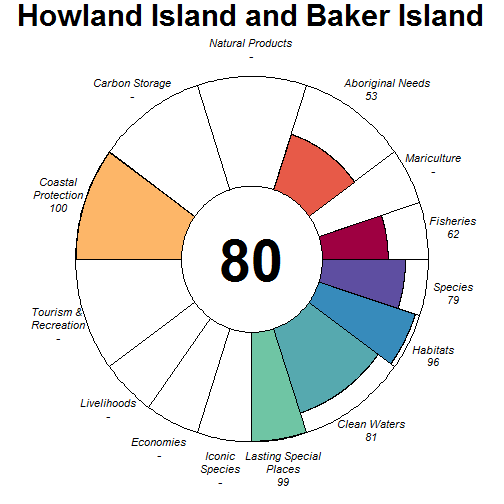 Howland Island and Baker Island
Natural Products
-
Carbon Storage
-
Aboriginal Needs
53
Mariculture
-
Coastal
Protection
100
Fisheries
62
80
Species
79
Tourism &
Recreation
-
Habitats
96
Livelihoods
-
Clean Waters
81
Economies
-
Iconic
Species
-
Lasting Special
Places
99